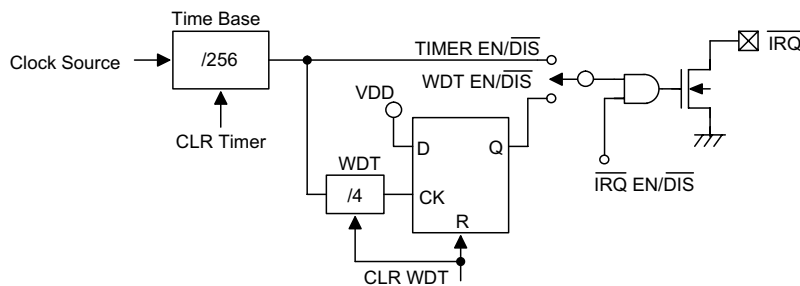 Time Base
Clock Source
/256
CLR Timer
TIMER EN/DIS
WDT EN/DIS
IRQ
VDD
D
Q
WDT
/4
CK
R
CLR WDT
IRQ EN/DIS